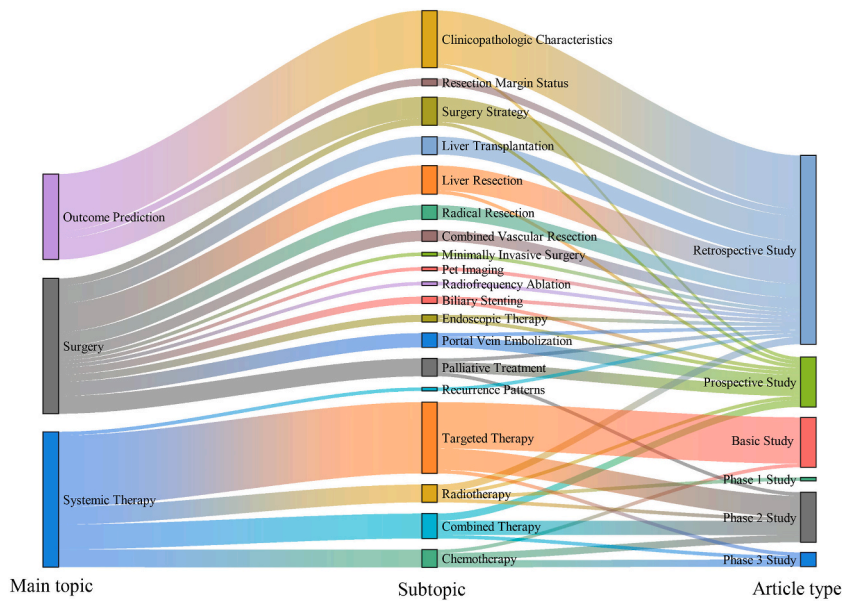 Clinicopathologic Characteristics
Resection Margin Status
Surgery Strategy
Liver Transplantation
Liver Resection
Outcome Prediction
Radical Resection
Combined Vascular Resection
Retrospective Study
Minimally Invasive Surgery
Pet Imaging
Radiofrequency Ablation
Biliary Stenting
Endoscopic Therapy
Portal Vein Embolization
Surgery
Palliative Treatment
Prospective Study
Recurrence Patterns
Targeted Therapy
Basic Study
Phase 1 Study
Radiotherapy
Systemic Therapy
Phase 2 Study
Combined Therapy
Chemotherapy
Phase 3 Study
Main topic
Subtopic
Article type